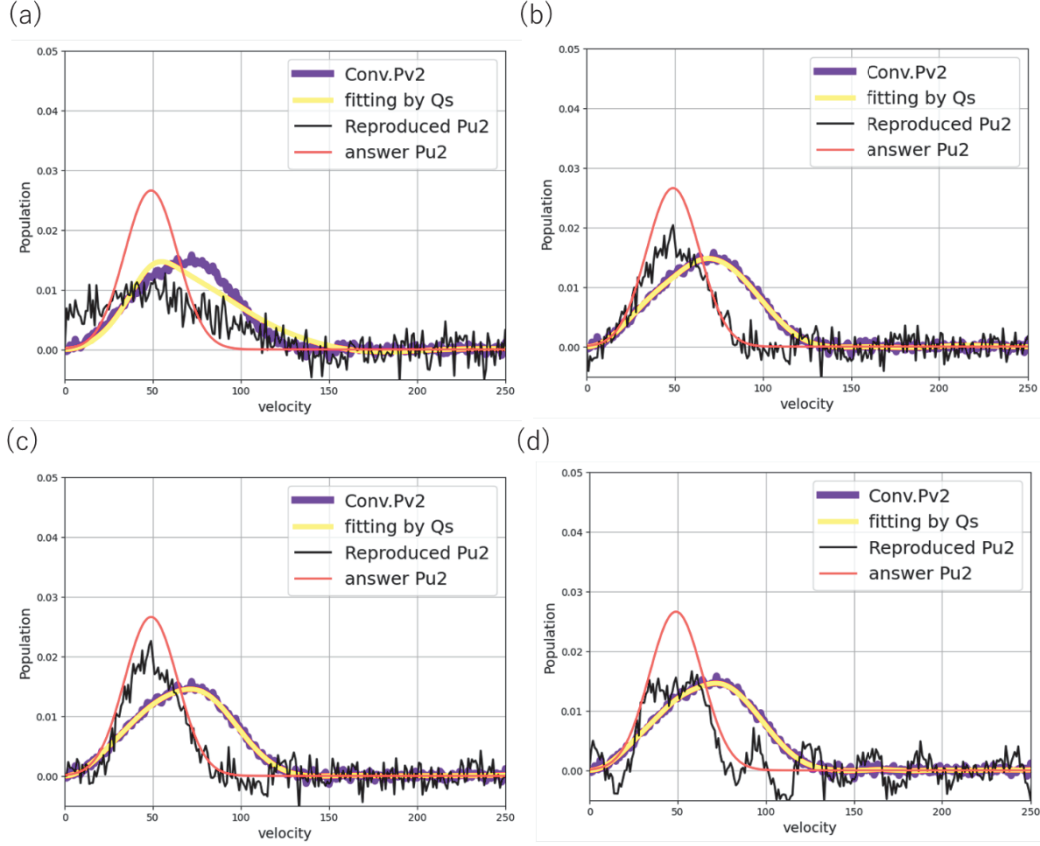 (a)
0.05
0.04
0.03
0.02
0.01
0.00
Population
0 50 100 150 200 250
velocity
Conv.Pv2
fitting by Qs
Reproduced Pu2
answer Pu2
(b)
0.05
0.04
0.03
0.02
0.01
0.00
Population
0 50 100 150 200 250
velocity
Conv.Pv2
fitting by Qs
Reproduced Pu2
answer Pu2
(c)
0.05
0.04
0.03
0.02
0.01
0.00
Population
0 50 100 150 200 250
velocity
Conv.Pv2
fitting by Qs
Reproduced Pu2
answer Pu2
(d)
0.05
0.04
0.03
0.02
0.01
0.00
Population
0 50 100 150 200 250
velocity
Conv.Pv2
fitting by Qs
Reproduced Pu2
answer Pu2